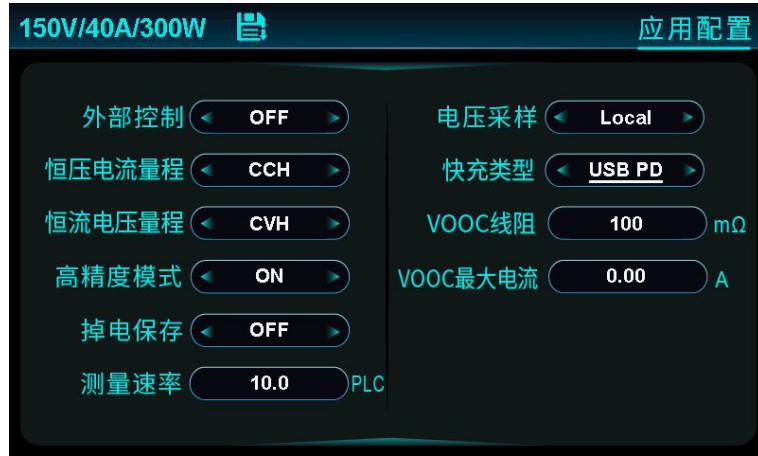 150V/40A/300W
应用配置
外部控制 OFF
恒压电流量程 CCH
恒流电压量程 CVH
高精度模式 ON
掉电保存 OFF
测量速率 10.0 PLC
电压采样 Local
快充类型 USB PD
VOOC线阻 100 mΩ
VOOC最大电流 0.00 A